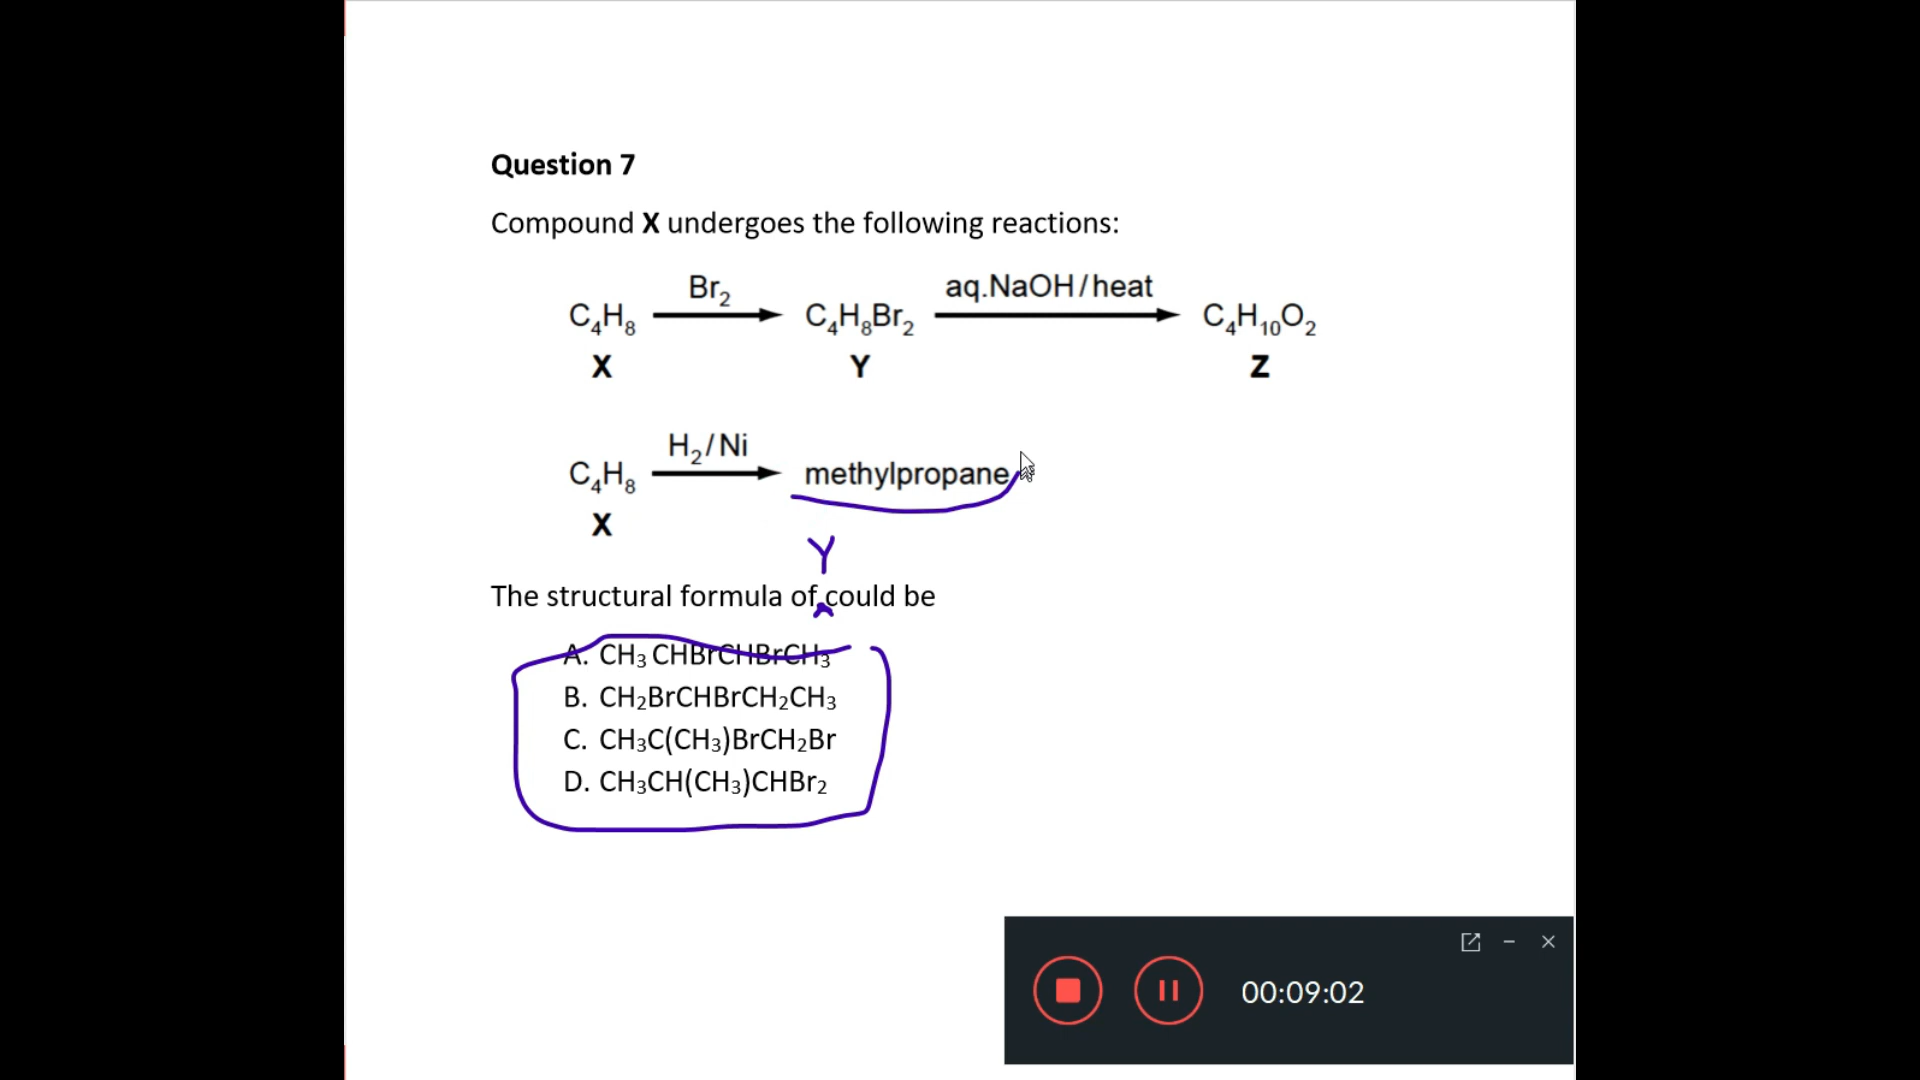 Question 7
Compound X undergoes the following reactions:
Br₂ aq.NaOH/heat
C₄H₈ C₄H₈Br₂ C₄H₁₀O₂
X Y Z
H₂/Ni
C₄H₈ methylpropane
X
Y
The structural formula of could be
A. CH₃ CHBrCHBrCH₃
B. CH₂BrCHBrCH₂CH₃
C. CH₃C(CH₃)BrCH₂Br
D. CH₃CH(CH₃)CHBr₂
00:09:02